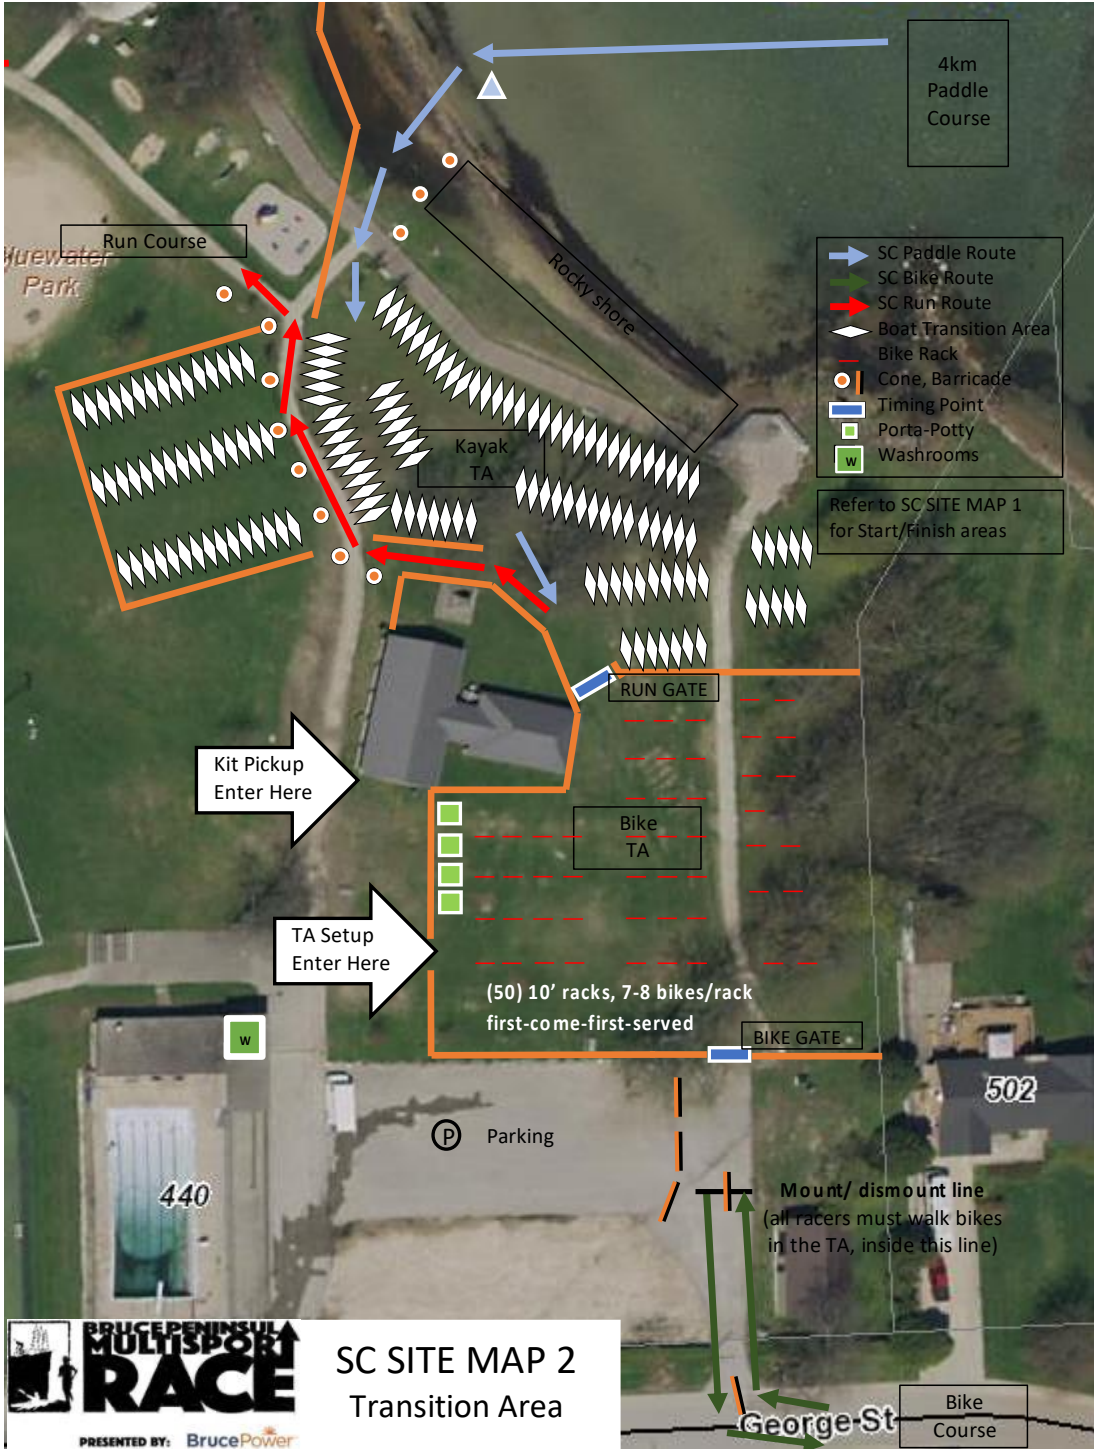 4km
Paddle
Course
Run Course
Bluewater
Park
Rocky shore
SC Paddle Route
SC Bike Route
SC Run Route
Boat Transition Area
Bike Rack
Cone, Barricade
Timing Point
Porta-Potty
W
Washrooms
Kayak
TA
Refer to SC SITE MAP 1
for Start/Finish areas
RUN GATE
Kit Pickup
Enter Here
Bike
TA
TA Setup
Enter Here
(50) 10’ racks, 7-8 bikes/rack
first-come-first-served
W
BIKE GATE
502
P
Parking
440
Mount/ dismount line
(all racers must walk bikes
in the TA, inside this line)
BRUCE PENINSULA
MULTISPORT
RACE
PRESENTED BY: BrucePower
SC SITE MAP 2
Transition Area
George St
Bike
Course